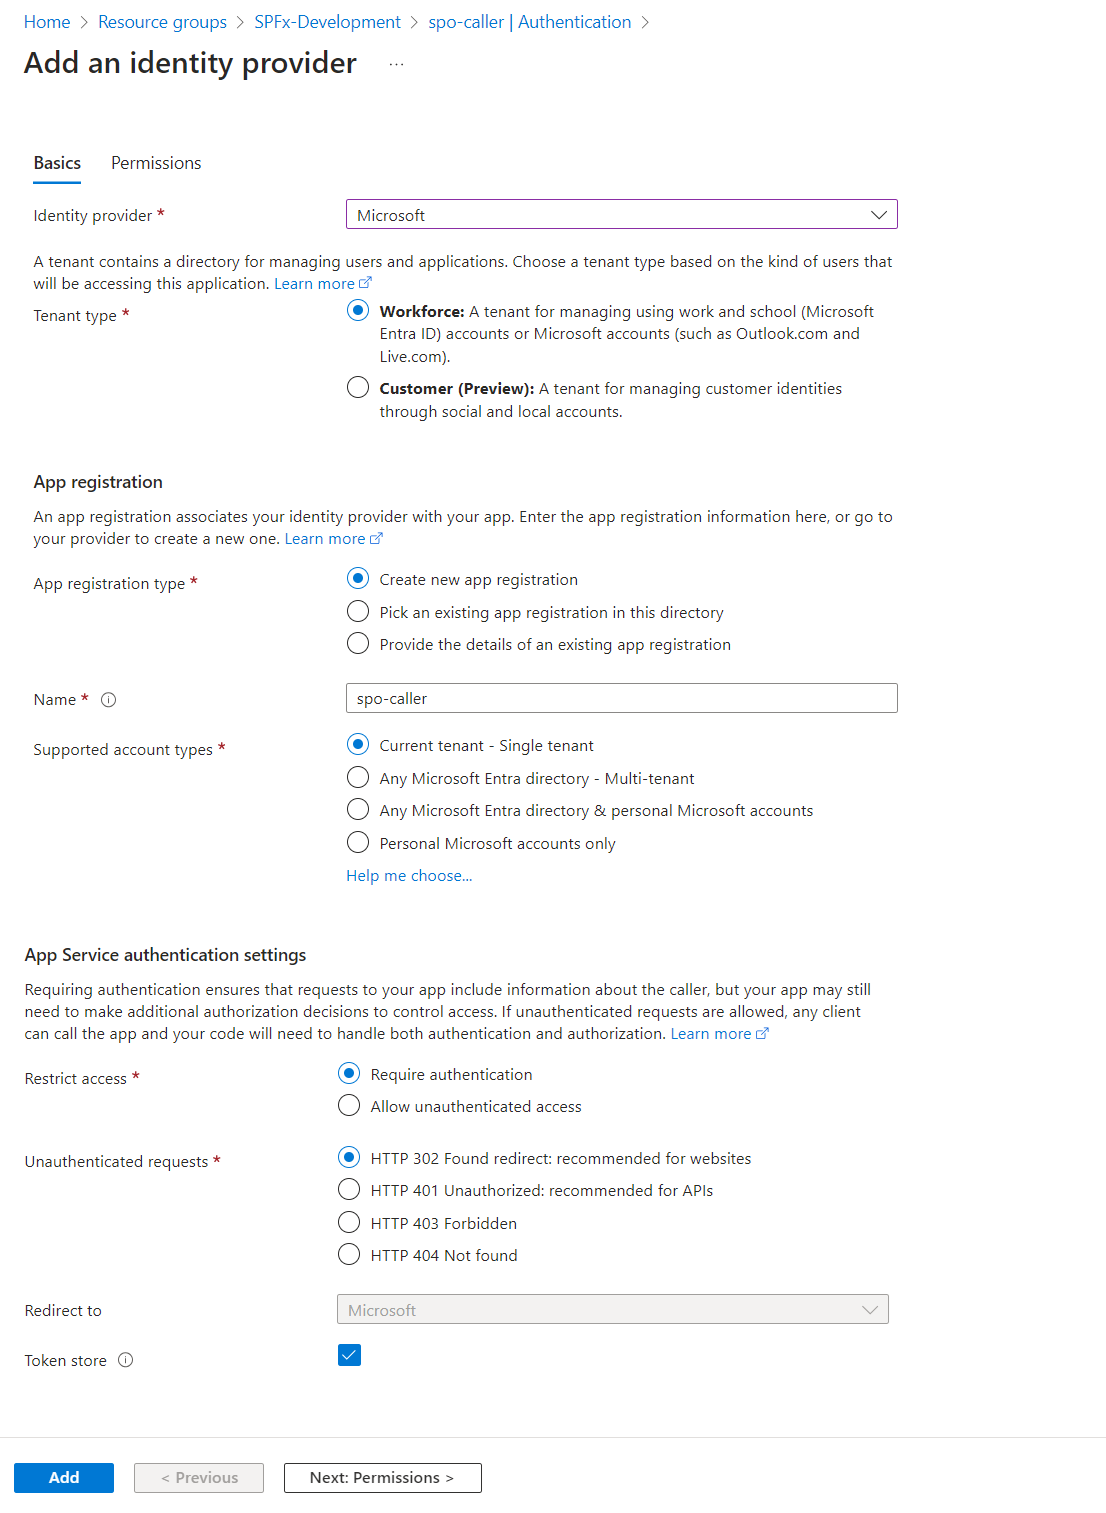 Home > Resource groups > SPFx-Development > spo-caller | Authentication >
Add an identity provider ...
Basics Permissions
Identity provider * Microsoft
A tenant contains a directory for managing users and applications. Choose a tenant type based on the kind of users that
will be accessing this application. Learn more
Tenant type *
Workforce: A tenant for managing using work and school (Microsoft
Entra ID) accounts or Microsoft accounts (such as Outlook.com and
Live.com).
Customer (Preview): A tenant for managing customer identities
through social and local accounts.
App registration
An app registration associates your identity provider with your app. Enter the app registration information here, or go to
your provider to create a new one. Learn more
App registration type *
Create new app registration
Pick an existing app registration in this directory
Provide the details of an existing app registration
Name * spo-caller
Supported account types *
Current tenant - Single tenant
Any Microsoft Entra directory - Multi-tenant
Any Microsoft Entra directory & personal Microsoft accounts
Personal Microsoft accounts only
Help me choose...
App Service authentication settings
Requiring authentication ensures that requests to your app include information about the caller, but your app may still
need to make additional authorization decisions to control access. If unauthenticated requests are allowed, any client
can call the app and your code will need to handle both authentication and authorization. Learn more
Restrict access *
Require authentication
Allow unauthenticated access
Unauthenticated requests *
HTTP 302 Found redirect: recommended for websites
HTTP 401 Unauthorized: recommended for APIs
HTTP 403 Forbidden
HTTP 404 Not found
Redirect to Microsoft
Token store
Add < Previous Next: Permissions >